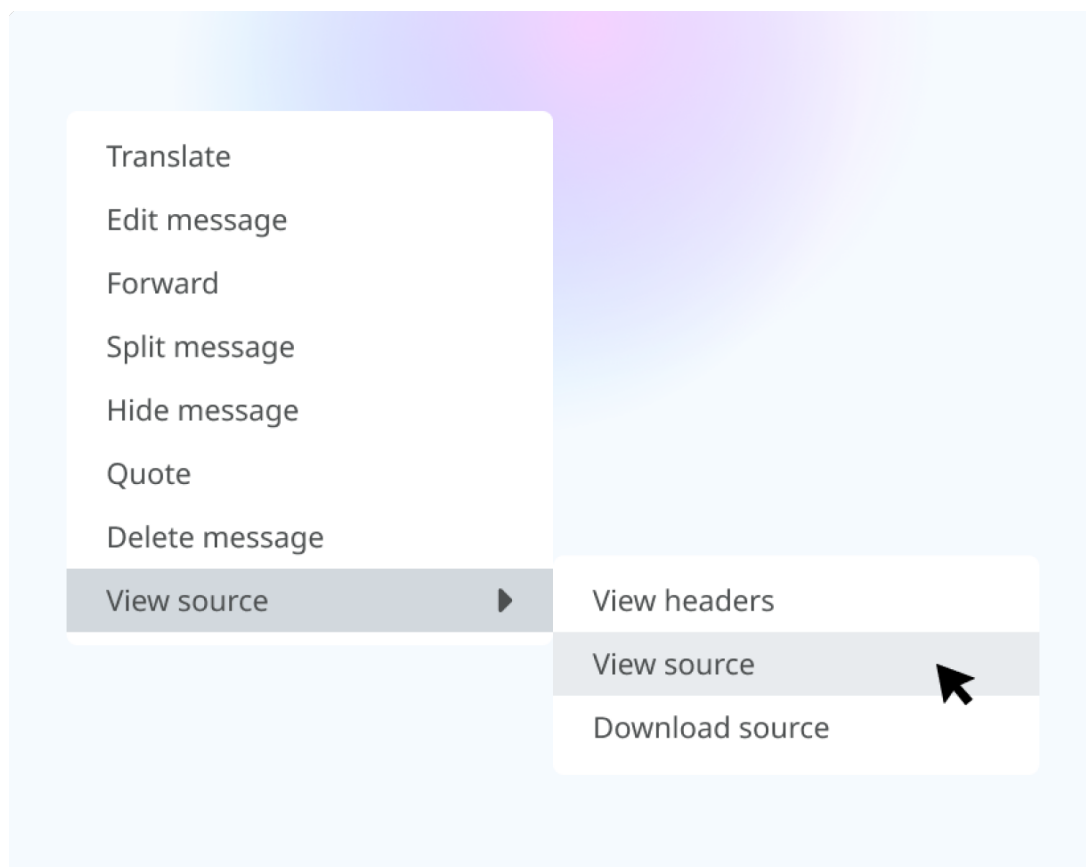 Translate
Edit message
Forward
Split message
Hide message
Quote
Delete message
View source
View headers
View source
Download source